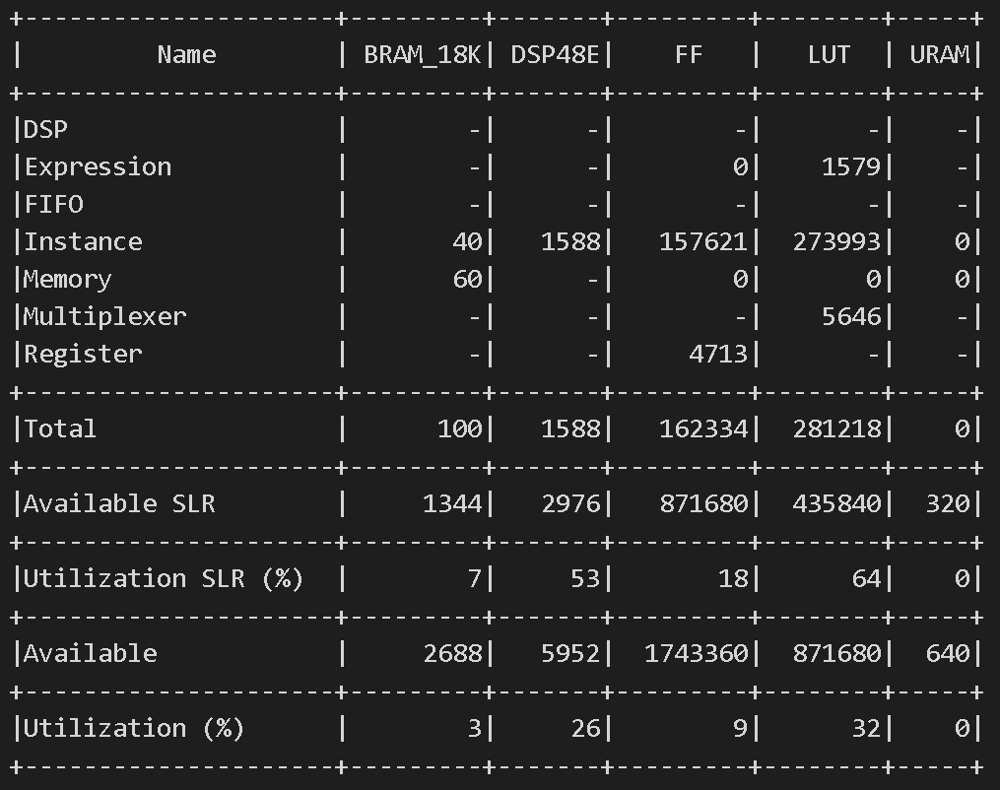 +---------------------+---------+-------+---------+--------+-----+
|         Name        | BRAM_18K| DSP48E|    FF   |   LUT  | URAM|
+---------------------+---------+-------+---------+--------+-----+
|DSP                  |        -|      -|        -|       -|    -|
|Expression           |        -|      -|        0|    1579|    -|
|FIFO                 |        -|      -|        -|       -|    -|
|Instance             |       40|   1588|   157621|  273993|    0|
|Memory               |       60|      -|        0|       0|    0|
|Multiplexer          |        -|      -|        -|    5646|    -|
|Register             |        -|      -|     4713|       -|    -|
+---------------------+---------+-------+---------+--------+-----+
|Total                |      100|   1588|   162334|  281218|    0|
+---------------------+---------+-------+---------+--------+-----+
|Available SLR        |     1344|   2976|   871680|  435840|  320|
+---------------------+---------+-------+---------+--------+-----+
|Utilization SLR (%)  |        7|     53|       18|      64|    0|
+---------------------+---------+-------+---------+--------+-----+
|Available            |     2688|   5952|  1743360|  871680|  640|
+---------------------+---------+-------+---------+--------+-----+
|Utilization (%)      |        3|     26|        9|      32|    0|
+---------------------+---------+-------+---------+--------+-----+